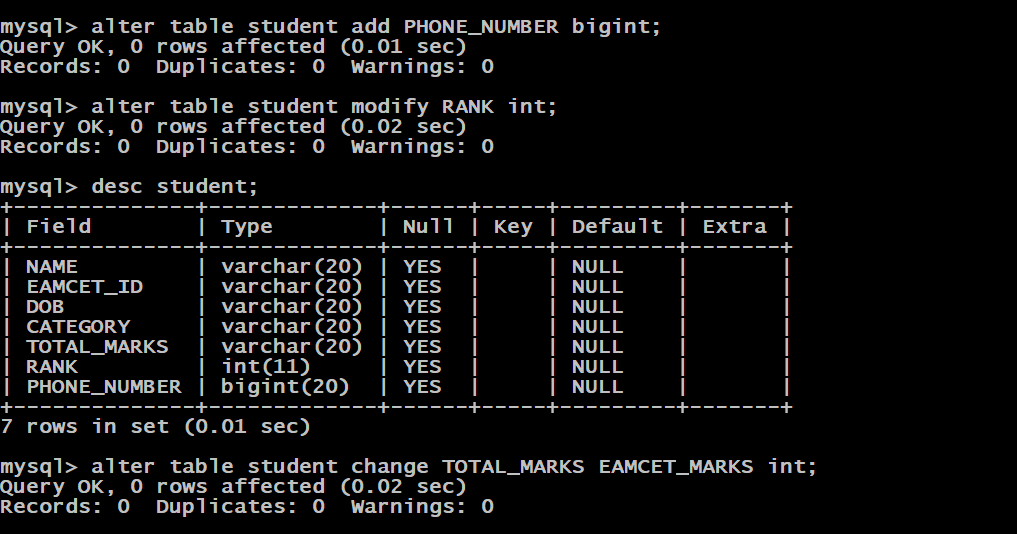 mysql> alter table student add PHONE_NUMBER bigint;
Query OK, 0 rows affected (0.01 sec)
Records: 0  Duplicates: 0  Warnings: 0

mysql> alter table student modify RANK int;
Query OK, 0 rows affected (0.02 sec)
Records: 0  Duplicates: 0  Warnings: 0

mysql> desc student;
+--------------+-------------+------+-----+---------+-------+
| Field        | Type        | Null | Key | Default | Extra |
+--------------+-------------+------+-----+---------+-------+
| NAME         | varchar(20) | YES  |     | NULL    |       |
| EAMCET_ID    | varchar(20) | YES  |     | NULL    |       |
| DOB          | varchar(20) | YES  |     | NULL    |       |
| CATEGORY     | varchar(20) | YES  |     | NULL    |       |
| TOTAL_MARKS  | varchar(20) | YES  |     | NULL    |       |
| RANK         | int(11)     | YES  |     | NULL    |       |
| PHONE_NUMBER | bigint(20)  | YES  |     | NULL    |       |
+--------------+-------------+------+-----+---------+-------+
7 rows in set (0.01 sec)

mysql> alter table student change TOTAL_MARKS EAMCET_MARKS int;
Query OK, 0 rows affected (0.02 sec)
Records: 0  Duplicates: 0  Warnings: 0